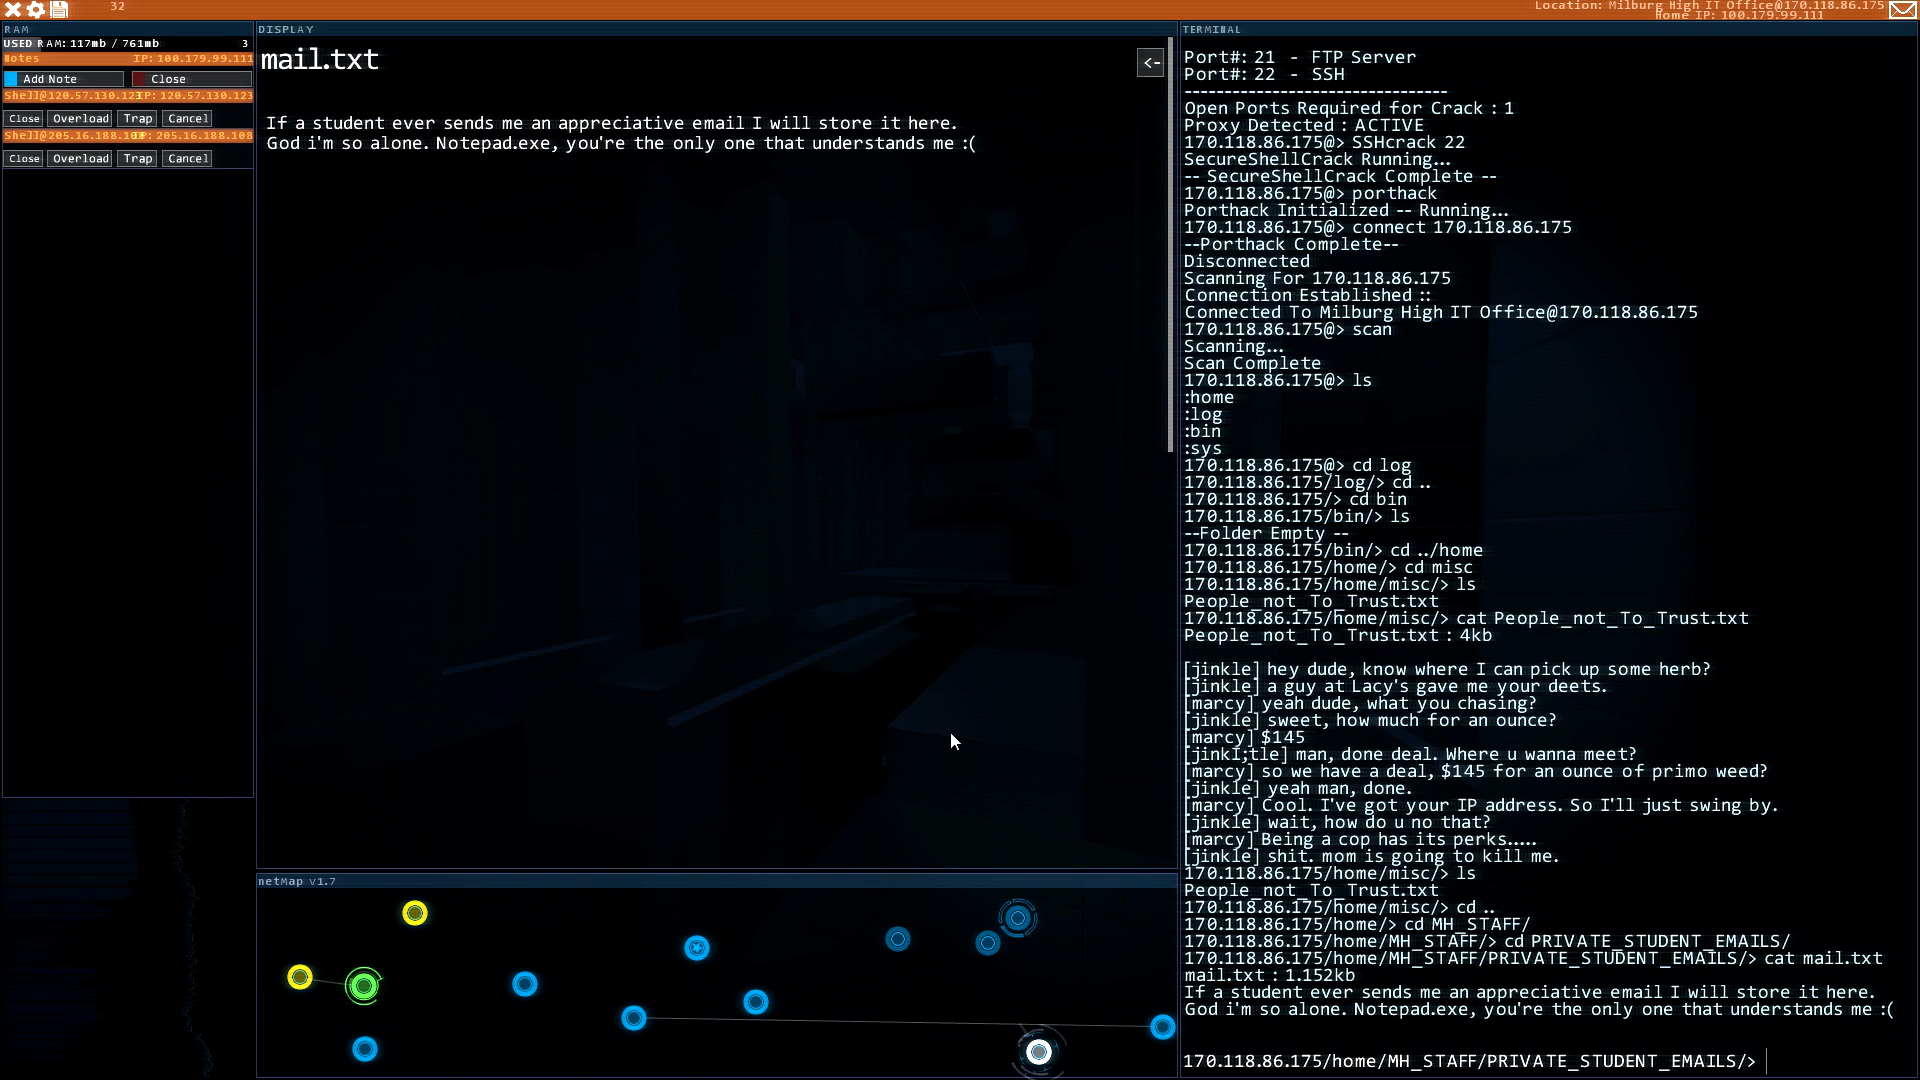 32
Location: Milburg High IT Office@170.118.86.175
Home IP: 100.179.99.111
RAM
USED RAM: 117mb / 761mb 3
Notes IP: 100.179.99.111
Add Note Close
Shell@120.57.130.123 IP: 120.57.130.123
Close Overload Trap Cancel
Shell@205.16.188.108 IP: 205.16.188.108
Close Overload Trap Cancel
DISPLAY
mail.txt
<-
If a student ever sends me an appreciative email I will store it here.
God i'm so alone. Notepad.exe, you're the only one that understands me :(
netMap v1.7
TERMINAL
Port#: 21 - FTP Server
Port#: 22 - SSH
---------------------------------
Open Ports Required for Crack : 1
Proxy Detected : ACTIVE
170.118.86.175@> SSHcrack 22
SecureShellCrack Running...
-- SecureShellCrack Complete --
170.118.86.175@> porthack
Porthack Initialized -- Running...
170.118.86.175@> connect 170.118.86.175
--Porthack Complete--
Disconnected
Scanning For 170.118.86.175
Connection Established ::
Connected To Milburg High IT Office@170.118.86.175
170.118.86.175@> scan
Scanning...
Scan Complete
170.118.86.175@> ls
:home
:log
:bin
:sys
170.118.86.175@> cd log
170.118.86.175/log/> cd ..
170.118.86.175/> cd bin
170.118.86.175/bin/> ls
--Folder Empty --
170.118.86.175/bin/> cd ../home
170.118.86.175/home/> cd misc
170.118.86.175/home/misc/> ls
People_not_To_Trust.txt
170.118.86.175/home/misc/> cat People_not_To_Trust.txt
People_not_To_Trust.txt : 4kb
[jinkle] hey dude, know where I can pick up some herb?
[jinkle] a guy at Lacy's gave me your deets.
[marcy] yeah dude, what you chasing?
[jinkle] sweet, how much for an ounce?
[marcy] $145
[jinkI;tle] man, done deal. Where u wanna meet?
[marcy] so we have a deal, $145 for an ounce of primo weed?
[jinkle] yeah man, done.
[marcy] Cool. I've got your IP address. So I'll just swing by.
[jinkle] wait, how do u no that?
[marcy] Being a cop has its perks.....
[jinkle] shit. mom is going to kill me.
170.118.86.175/home/misc/> ls
People_not_To_Trust.txt
170.118.86.175/home/misc/> cd ..
170.118.86.175/home/> cd MH_STAFF/
170.118.86.175/home/MH_STAFF/> cd PRIVATE_STUDENT_EMAILS/
170.118.86.175/home/MH_STAFF/PRIVATE_STUDENT_EMAILS/> cat mail.txt
mail.txt : 1.152kb
If a student ever sends me an appreciative email I will store it here.
God i'm so alone. Notepad.exe, you're the only one that understands me :(
170.118.86.175/home/MH_STAFF/PRIVATE_STUDENT_EMAILS/>